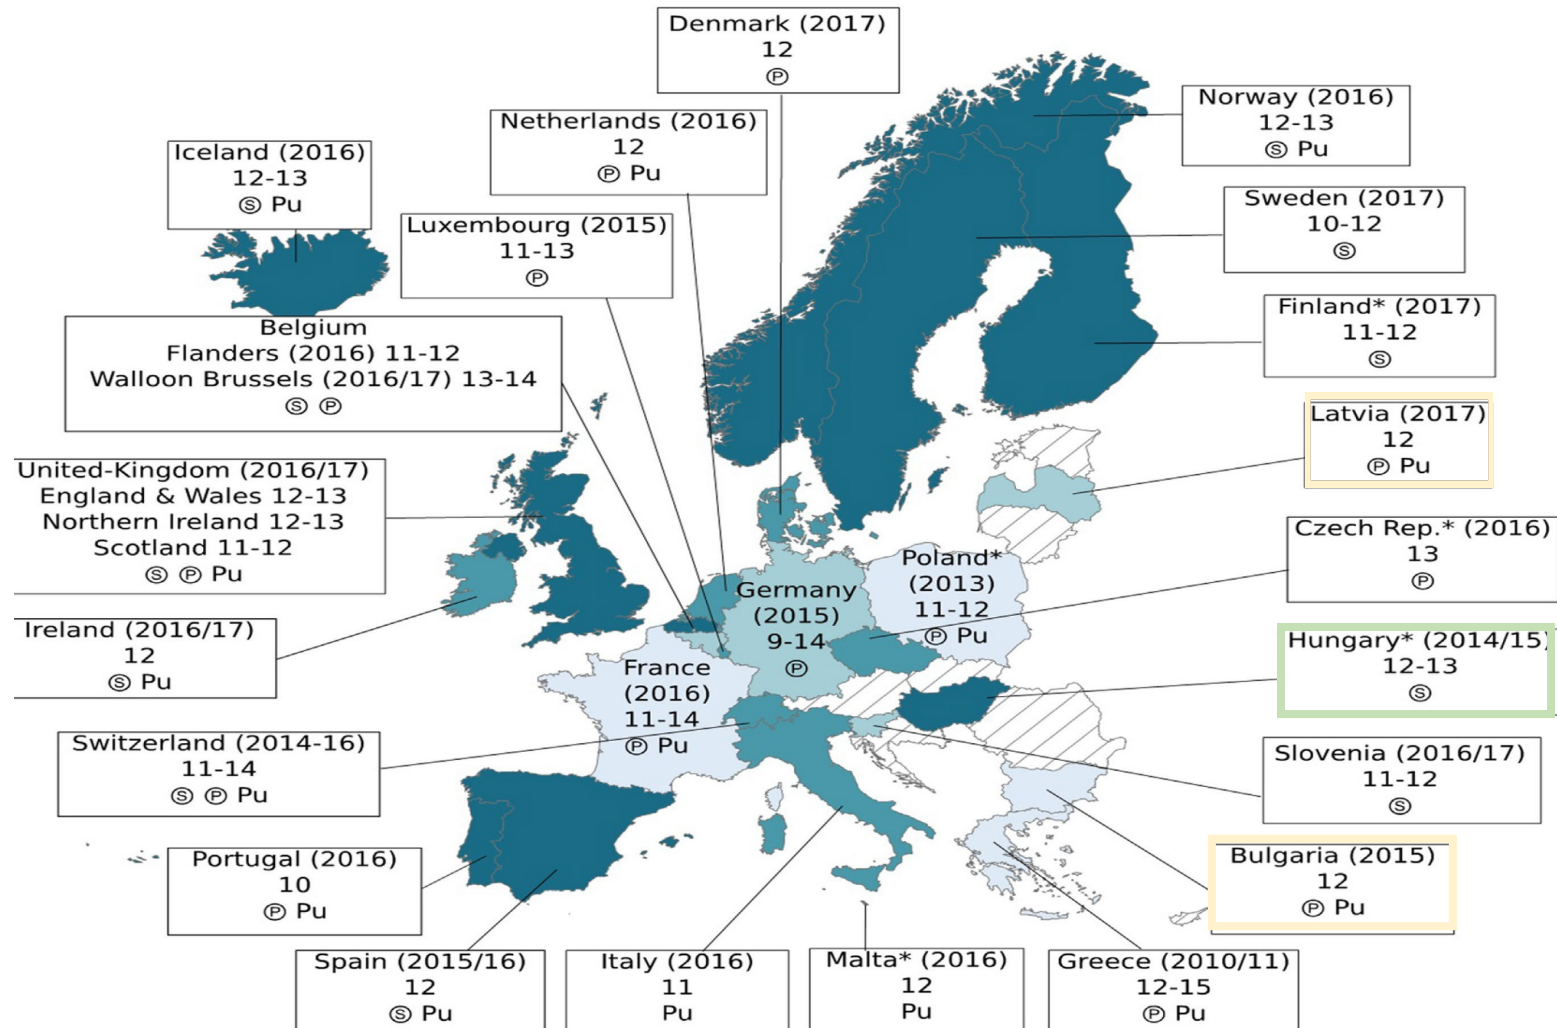 Denmark (2017)
12
Ⓟ
Netherlands (2016)
12
Ⓟ Pu
Norway (2016)
12-13
Ⓢ Pu
Iceland (2016)
12-13
Ⓢ Pu
Luxembourg (2015)
11-13
Ⓟ
Sweden (2017)
10-12
Ⓢ
Finland* (2017)
11-12
Ⓢ
Belgium
Flanders (2016) 11-12
Walloon Brussels (2016/17) 13-14
Ⓢ Ⓟ
Latvia (2017)
12
Ⓟ Pu
United-Kingdom (2016/17)
England & Wales 12-13
Northern Ireland 12-13
Scotland 11-12
Ⓢ Ⓟ Pu
Czech Rep.* (2016)
13
Ⓟ
Poland*
(2013)
11-12
Ⓟ Pu
Germany
(2015)
9-14
Ⓟ
Ireland (2016/17)
12
Ⓢ Pu
Hungary* (2014/15)
12-13
Ⓢ
France
(2016)
11-14
Ⓟ Pu
Switzerland (2014-16)
11-14
Ⓢ Ⓟ Pu
Slovenia (2016/17)
11-12
Ⓢ
Portugal (2016)
10
Ⓟ Pu
Bulgaria (2015)
12
Ⓟ Pu
Spain (2015/16)
12
Ⓢ Pu
Italy (2016)
11
Pu
Malta* (2016)
12
Pu
Greece (2010/11)
12-15
Ⓟ Pu